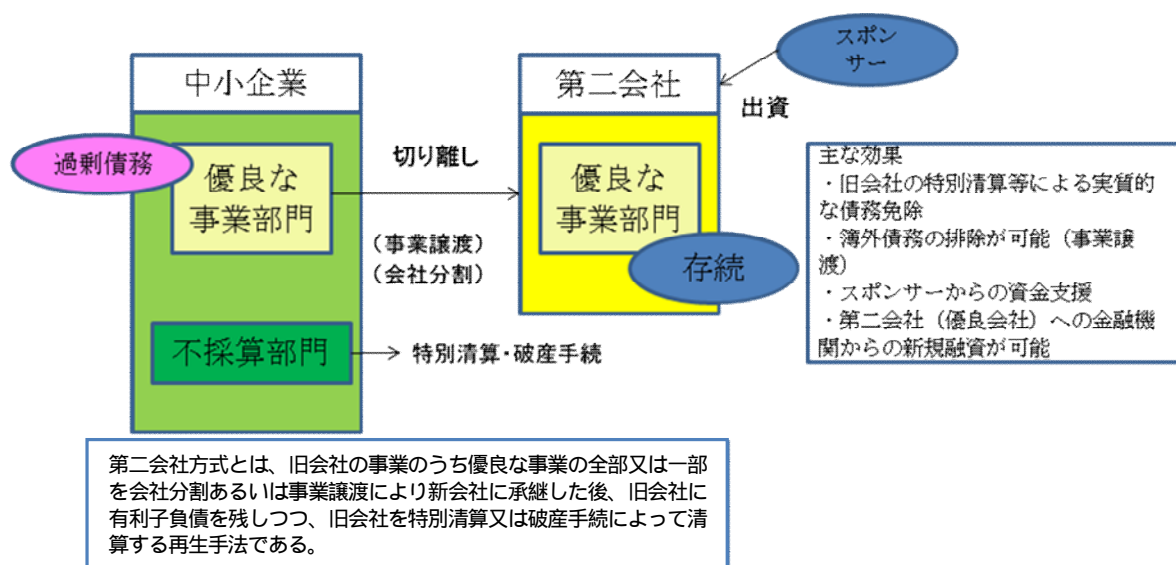 スポン
サー
中小企業
第二会社
出資
過剰債務
優良な
事業部門
切り離し
(事業譲渡)
(会社分割)
優良な
事業部門
存続
不採算部門
特別清算・破産手続
主な効果
・旧会社の特別清算等による実質的
な債務免除
・簿外債務の排除が可能（事業譲
渡）
・スポンサーからの資金支援
・第二会社（優良会社）への金融機
関からの新規融資が可能
第二会社方式とは、旧会社の事業のうち優良な事業の全部又は一部
を会社分割あるいは事業譲渡により新会社に承継した後、旧会社に
有利子負債を残しつつ、旧会社を特別清算又は破産手続によって清
算する再生手法である。